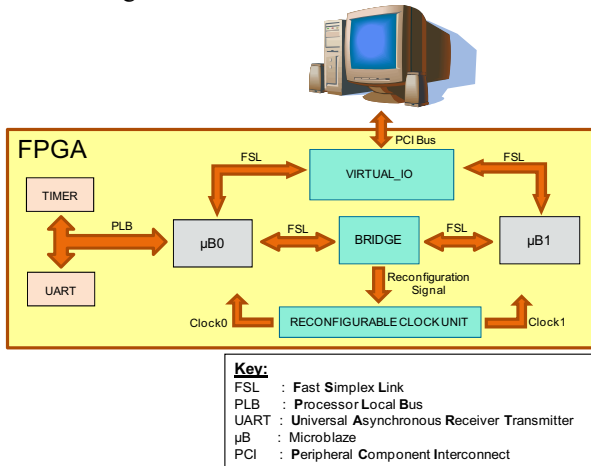 PCI Bus
FPGA
FSL
FSL
VIRTUAL_IO
TIMER
PLB
µB0
FSL
BRIDGE
FSL
µB1
UART
Reconfiguration
Signal
Clock0
RECONFIGURABLE CLOCK UNIT
Clock1
Key:
FSL : Fast Simplex Link
PLB : Processor Local Bus
UART : Universal Asynchronous Receiver Transmitter
µB : Microblaze
PCI : Peripheral Component Interconnect